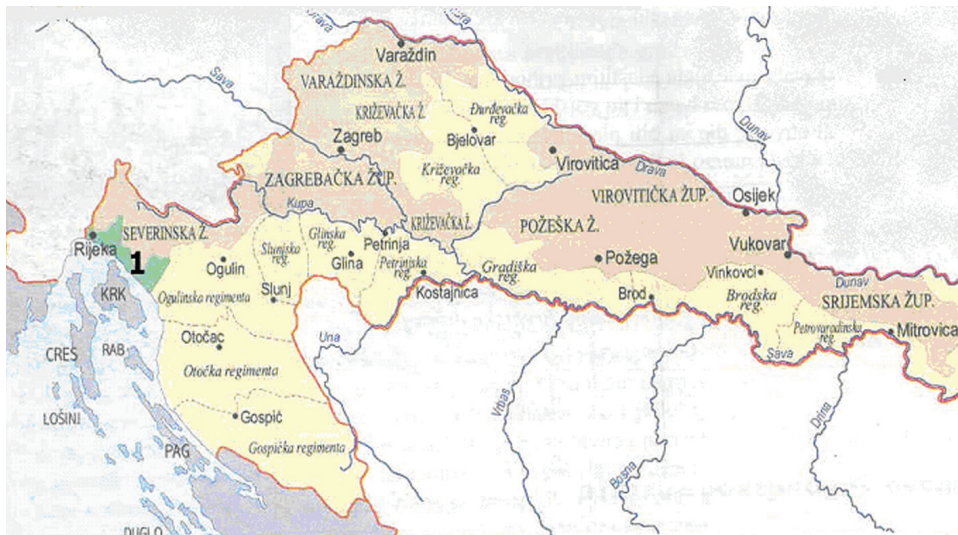 Drava
Drava
Varaždin
Sava
VARAŽDINSKA Ž.
KRIŽEVAČKA Ž.
Đurđevačka
reg.
Dunav
Zagreb
Bjelovar
Virovitica
Drava
Križevačka
reg.
ZAGREBAČKA ŽUP.
VIROVITIČKA ŽUP.
Osijek
Kupa
KRIŽEVAČKA Ž.
POŽEŠKA Ž.
SEVERINSKA Ž.
Glinska
reg.
Petrinja
Vukovar
Rijeka
1
Slunjska
reg.
Glina
Petrinjska
reg.
Gradiška
reg.
Požega
Vinkovci
Ogulin
Dunav
KRK
Ogulinska regimenta
Slunj
Kostajnica
Brod
Brodska
reg.
SRIJEMSKA ŽUP.
Petrovaradinska
reg.
Mitrovica
Otočac
Una
Sava
CRES
RAB
Otočka regimenta
Vrbas
Drina
LOŠINJ
Gospić
Gospička regimenta
PAG
Bosna
DUGI O